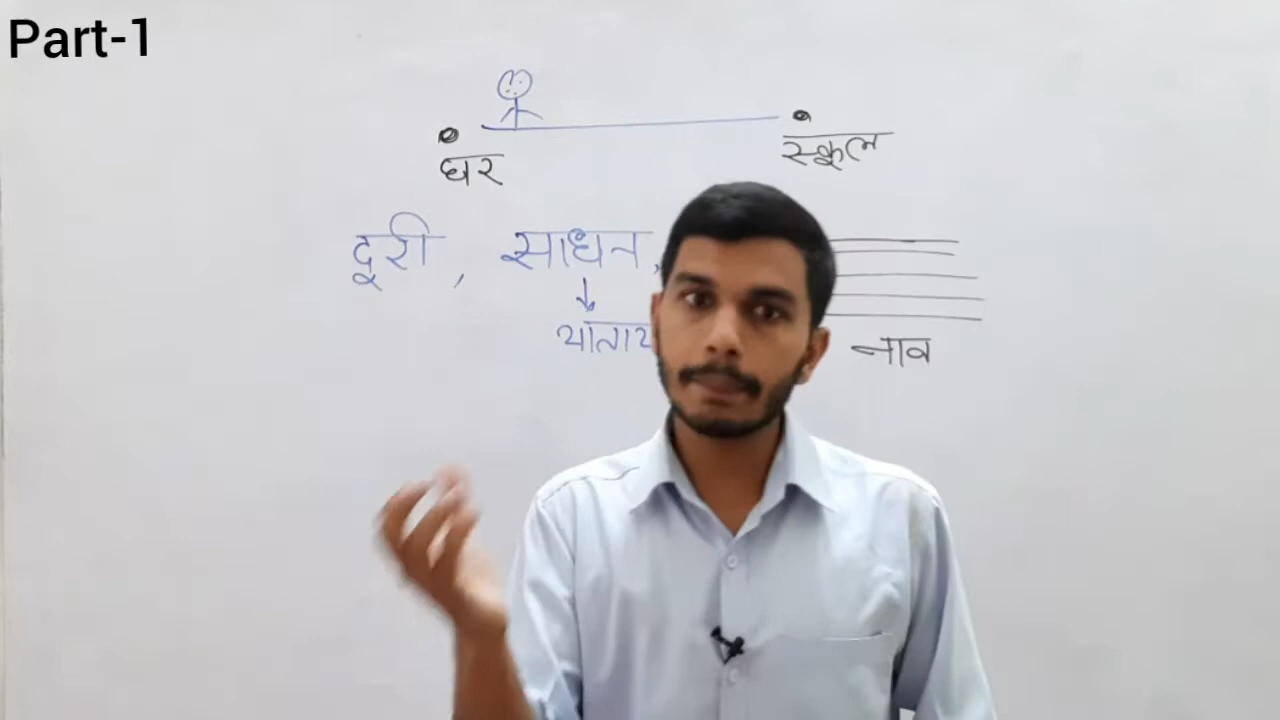 Part-1
घर
स्कूल
दूरी, साधन,
नाव